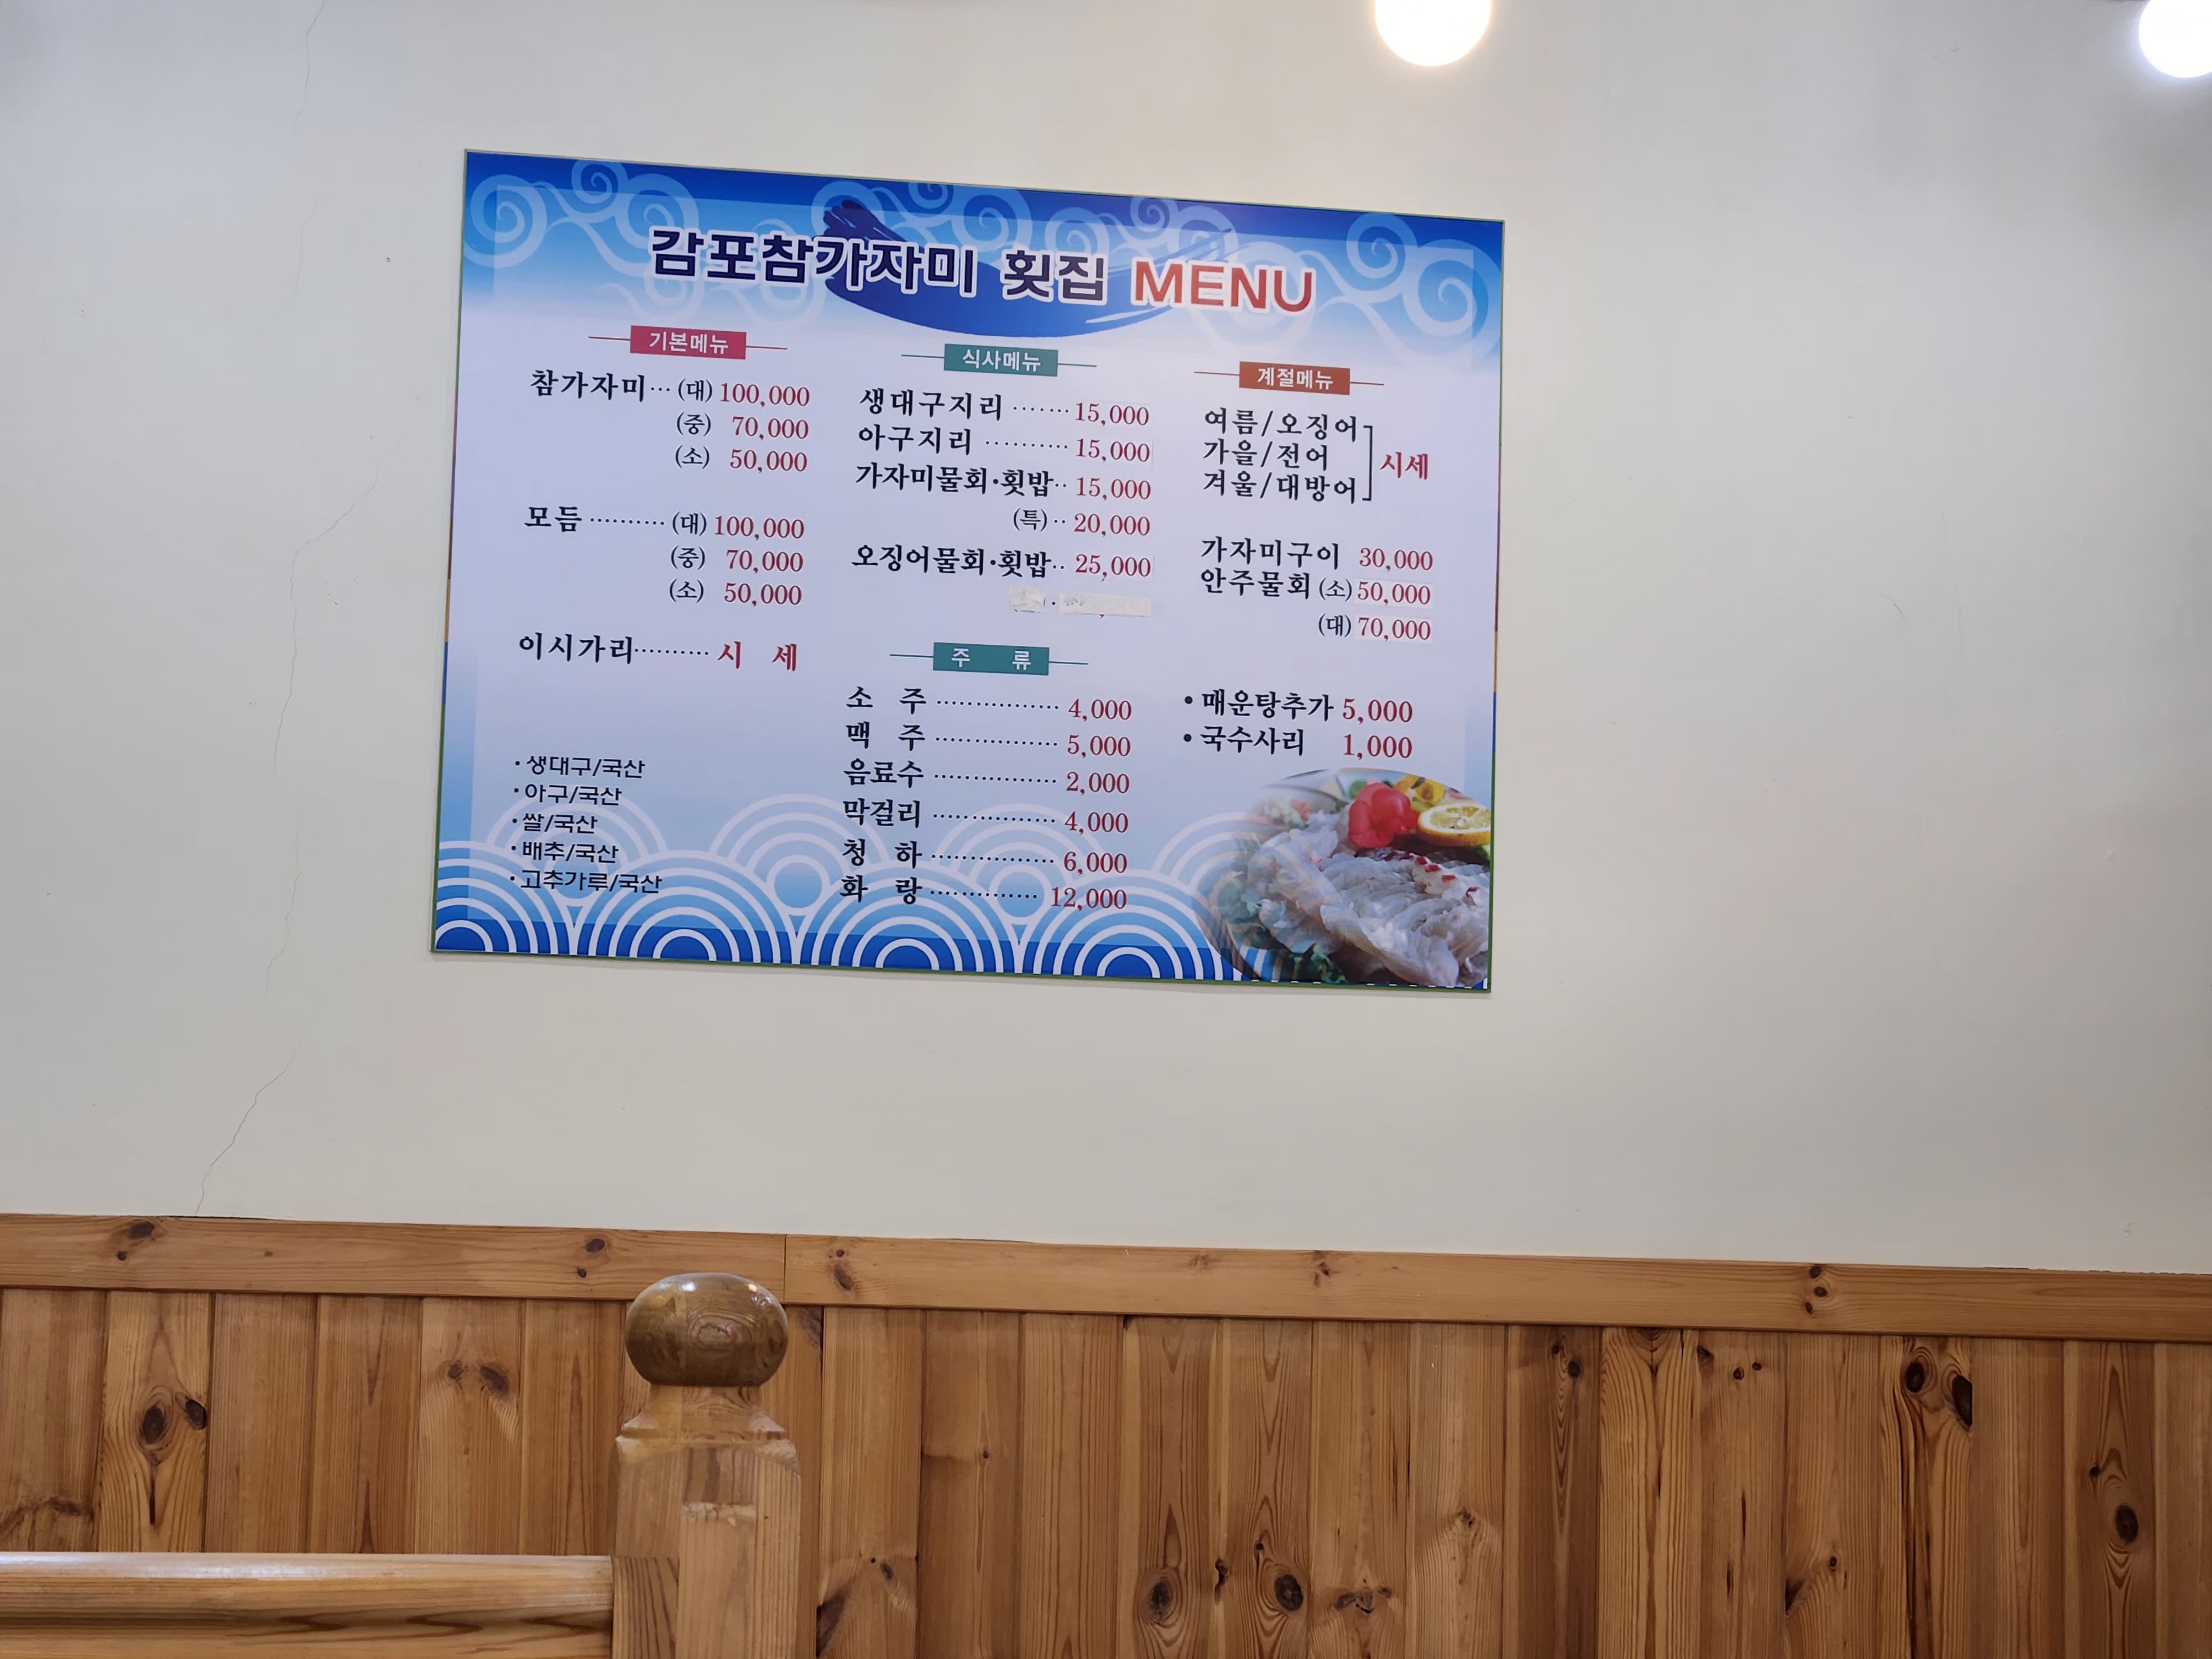 감포참가자미 횟집 MENU
기본메뉴
참가자미··· (대) 100,000
(중) 70,000
(소) 50,000
모듬·········· (대) 100,000
(중) 70,000
(소) 50,000
이시가리·········· 시 세
· 생대구/국산
· 아구/국산
· 쌀/국산
· 배추/국산
· 고추가루/국산
식사메뉴
생대구지리······· 15,000
아구지리·········· 15,000
가자미물회·횟밥·· 15,000
(특)·· 20,000
오징어물회·횟밥·· 25,000
주 류
소 주················ 4,000
맥 주················ 5,000
음료수················ 2,000
막걸리················ 4,000
청 하················ 6,000
화 랑·············· 12,000
계절메뉴
여름/오징어
가을/전어 시세
겨울/대방어
가자미구이 30,000
안주물회 (소) 50,000
(대) 70,000
• 매운탕추가 5,000
• 국수사리 1,000